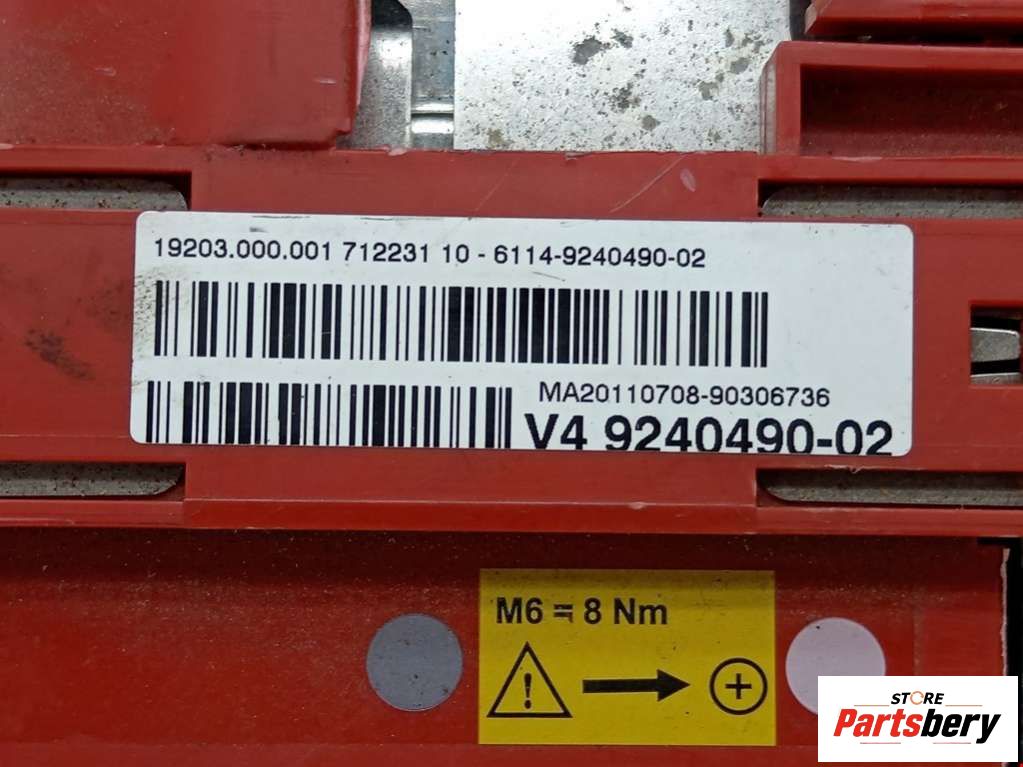 19203.000.001 712231 10 - 6114-9240490-02
MA20110708-90306736
V4 9240490-02
M6 = 8 Nm
STORE
Partsbery